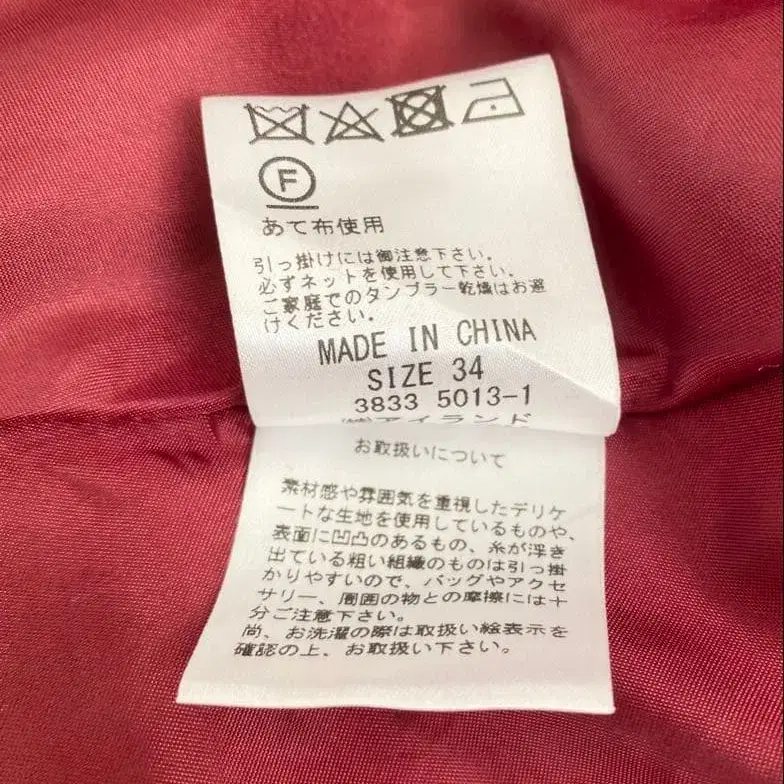 F
あて布使用
引っ掛けには御注意下さい。
必ずネットを使用して下さい。
ご家庭でのタンブラー乾燥はお避
けください。
MADE IN CHINA
SIZE 34
3833 5013-1
㈱アイランド
お取扱いについて
素材感や雰囲気を重視したデリケ
ートな生地を使用しているものや、
表面に凹凸のあるもの、糸が浮き
出ている粗い組織のものは引っ掛
かりやすいので、バッグやアクセ
サリー、周囲の物との摩擦には十
分ご注意下さい。
尚、お洗濯の際は取扱い絵表示を
確認の上、お取扱い下さい。